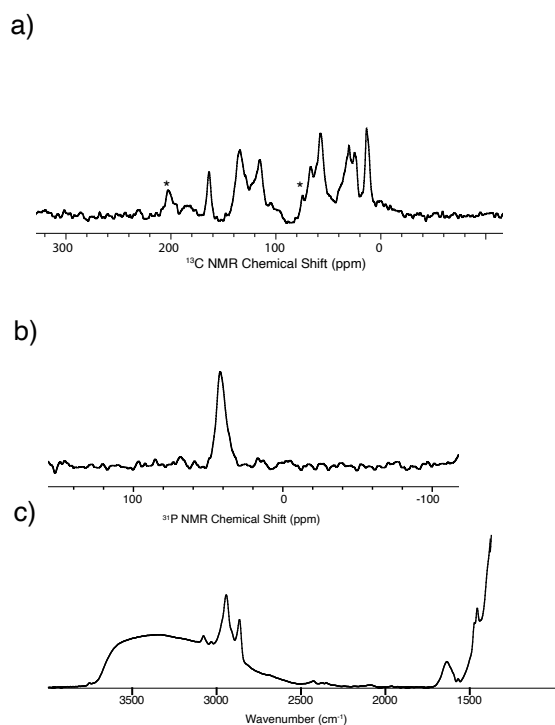 a)
*
*
300 200 100 0
¹³C NMR Chemical Shift (ppm)
b)
100 0 -100
³¹P NMR Chemical Shift (ppm)
c)
3500 3000 2500 2000 1500
Wavenumber (cm⁻¹)